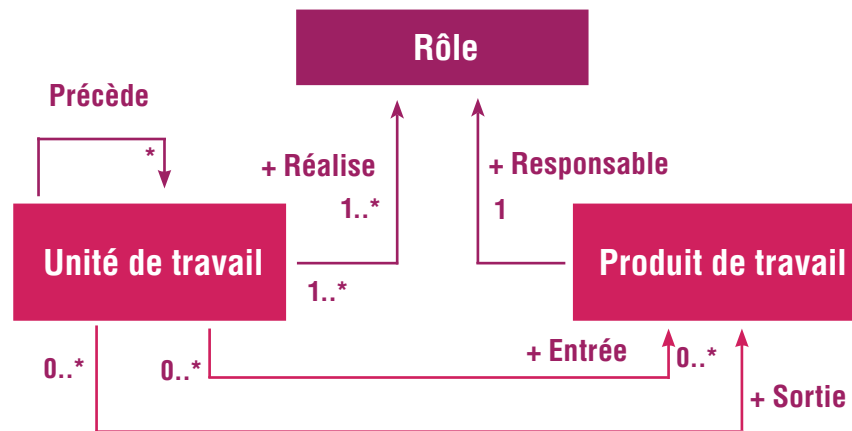 Rôle
Précède
*
+ Réalise
+ Responsable
1..*
1
Unité de travail
Produit de travail
1..*
0..*
0..*
+ Entrée
0..*
+ Sortie